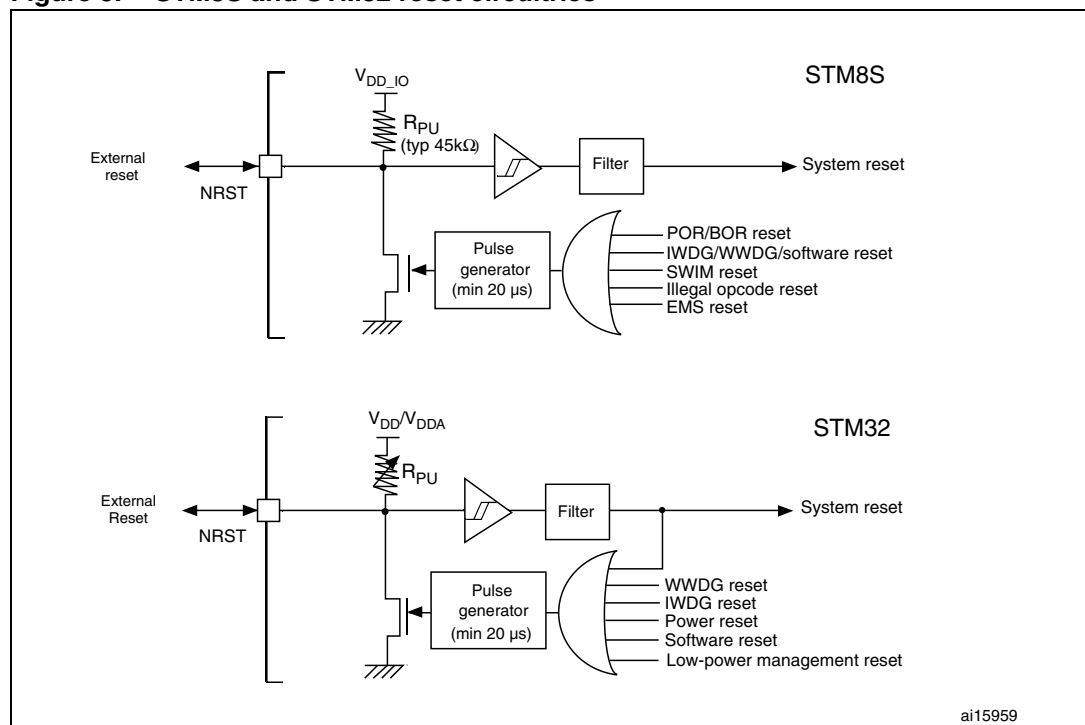 STM8S
V_DD_IO
R_PU
(typ 45kΩ)
External
reset
NRST
Filter
System reset
Pulse
generator
(min 20 µs)
POR/BOR reset
IWDG/WWDG/software reset
SWIM reset
Illegal opcode reset
EMS reset
STM32
V_DD/V_DDA
R_PU
External
Reset
NRST
Filter
System reset
Pulse
generator
(min 20 µs)
WWDG reset
IWDG reset
Power reset
Software reset
Low-power management reset
ai15959